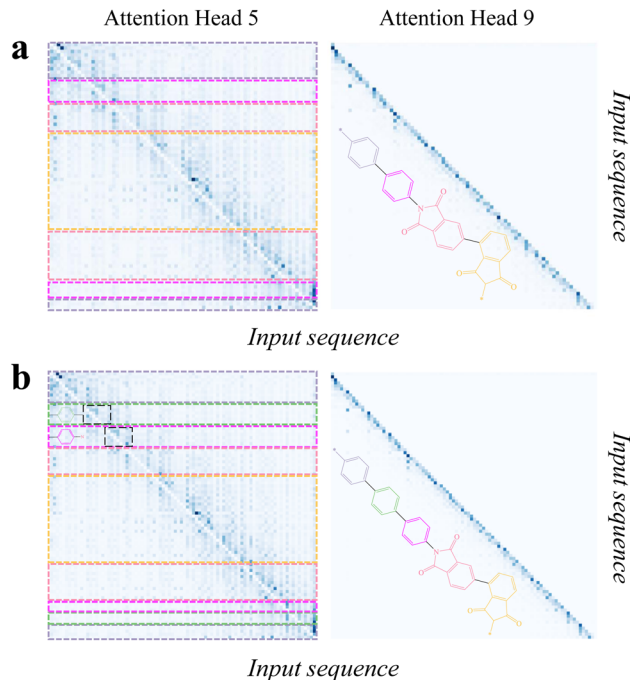 Attention Head 5
Attention Head 9
a
O
N
O
O
O
*
*
Input sequence
Input sequence
b
O
N
O
O
O
*
*
Input sequence
Input sequence